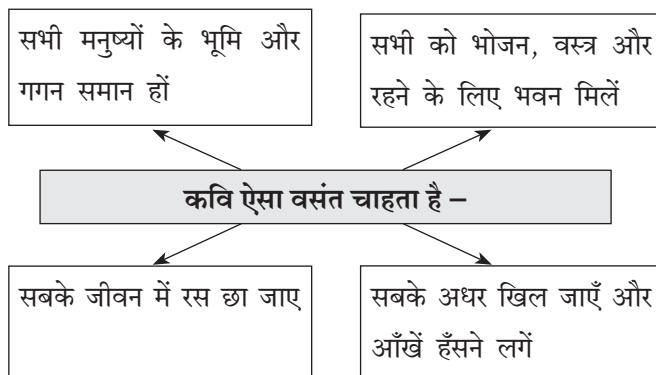 सभी मनुष्यों के भूमि और
गगन समान हों
सभी को भोजन, वस्त्र और
रहने के लिए भवन मिलें
कवि ऐसा वसंत चाहता है –
सबके जीवन में रस छा जाए
सबके अधर खिल जाएँ और
आँखें हँसने लगें